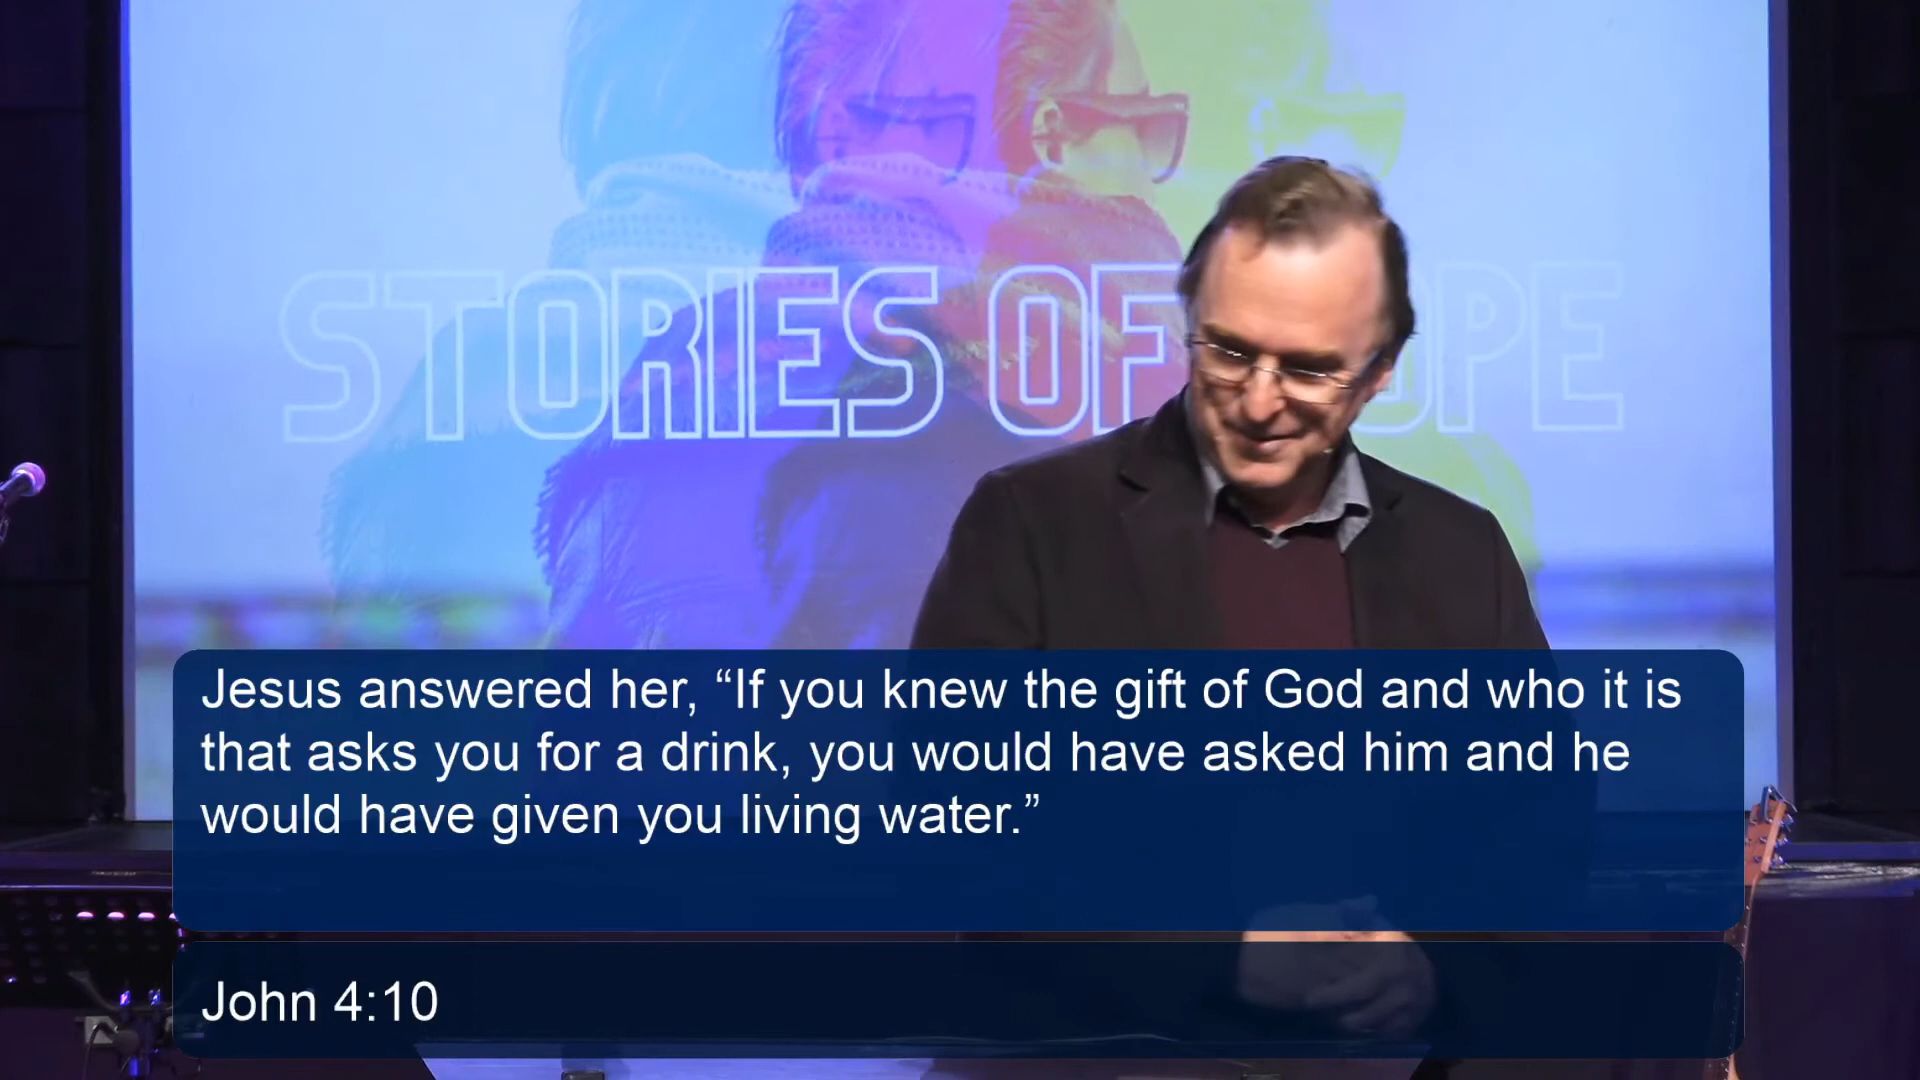 STORIES OF OPE
Jesus answered her, “If you knew the gift of God and who it is
that asks you for a drink, you would have asked him and he
would have given you living water.”
John 4:10